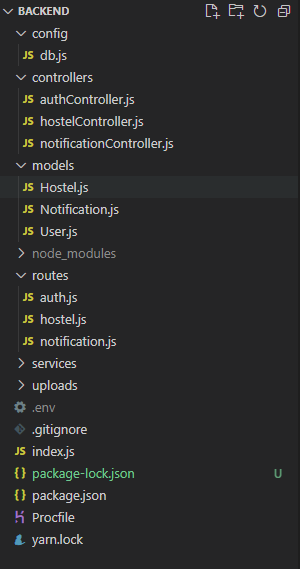 BACKEND
config
JS db.js
controllers
JS authController.js
JS hostelController.js
JS notificationController.js
models
JS Hostel.js
JS Notification.js
JS User.js
node_modules
routes
JS auth.js
JS hostel.js
JS notification.js
services
uploads
.env
.gitignore
JS index.js
{} package-lock.json U
{} package.json
H Procfile
yarn.lock